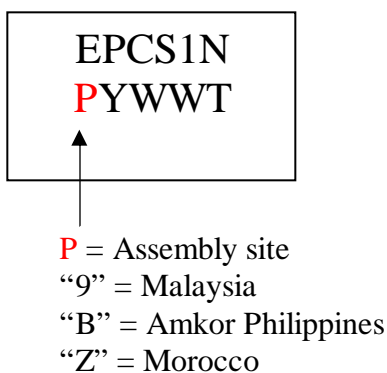 EPCS1N
PYWWT
P = Assembly site
“9” = Malaysia
“B” = Amkor Philippines
“Z” = Morocco